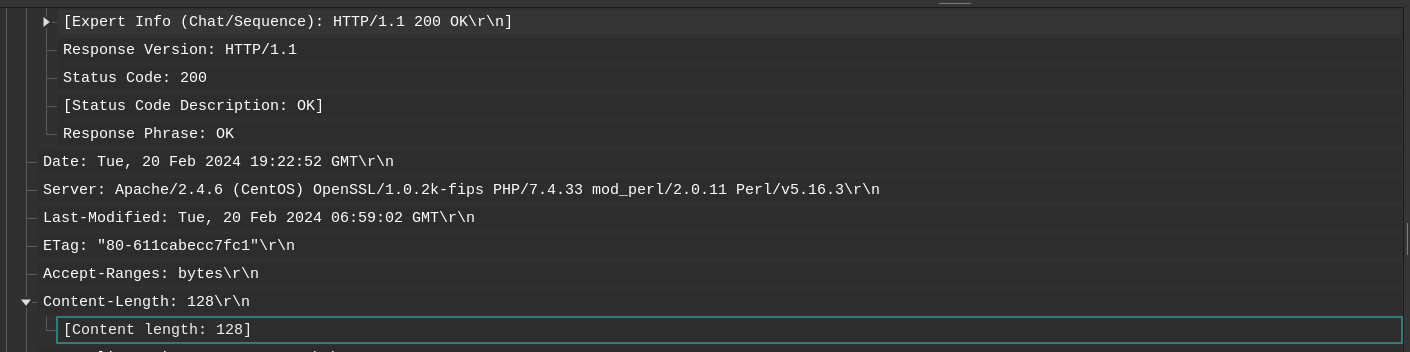 [Expert Info (Chat/Sequence): HTTP/1.1 200 OK\r\n]
Response Version: HTTP/1.1
Status Code: 200
[Status Code Description: OK]
Response Phrase: OK
Date: Tue, 20 Feb 2024 19:22:52 GMT\r\n
Server: Apache/2.4.6 (CentOS) OpenSSL/1.0.2k-fips PHP/7.4.33 mod_perl/2.0.11 Perl/v5.16.3\r\n
Last-Modified: Tue, 20 Feb 2024 06:59:02 GMT\r\n
ETag: "80-611cabecc7fc1"\r\n
Accept-Ranges: bytes\r\n
Content-Length: 128\r\n
[Content length: 128]